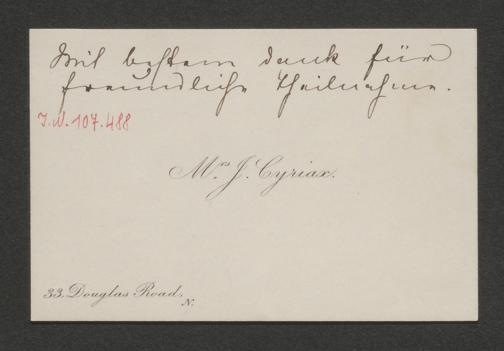 Mit bestem Dank für
freundliche Theilnahme.
I.N. 107.488
Mrs. J. Cyriax.
33. Douglas Road,
N.